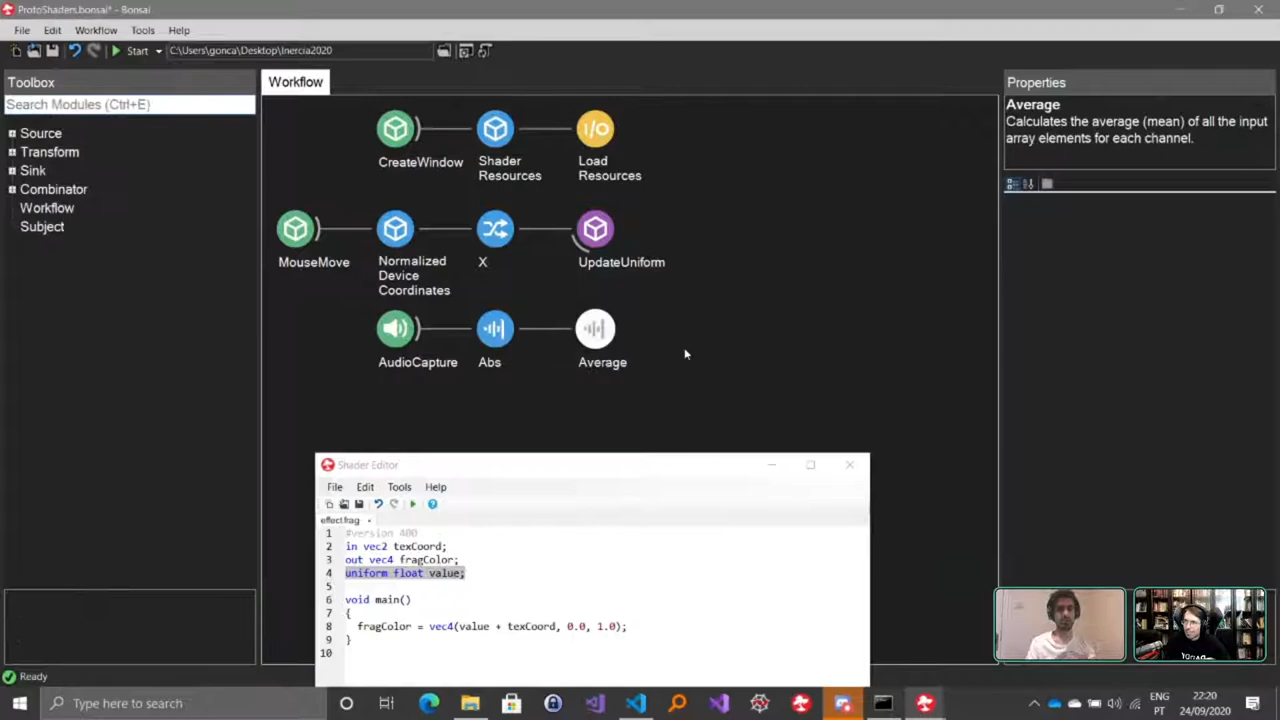 ProtoShaders.bonsai* - Bonsai
File Edit Workflow Tools Help
Start C:\Users\gonca\Desktop\Inercia2020
Toolbox
Search Modules (Ctrl+E)
Source
Transform
Sink
Combinator
Workflow
Subject
Workflow
CreateWindow
Shader
Resources
I/O
Load
Resources
MouseMove
Normalized
Device
Coordinates
X
UpdateUniform
AudioCapture
Abs
Average
Properties
Average
Calculates the average (mean) of all the input
array elements for each channel.
Shader Editor
File Edit Tools Help
effect.frag
1 #version 400
2 in vec2 texCoord;
3 out vec4 fragColor;
4 uniform float value;
5
6 void main()
7 {
8 fragColor = vec4(value + texCoord, 0.0, 1.0);
9 }
10
Ready
Type here to search
ENG
PT
22:20
24/09/2020